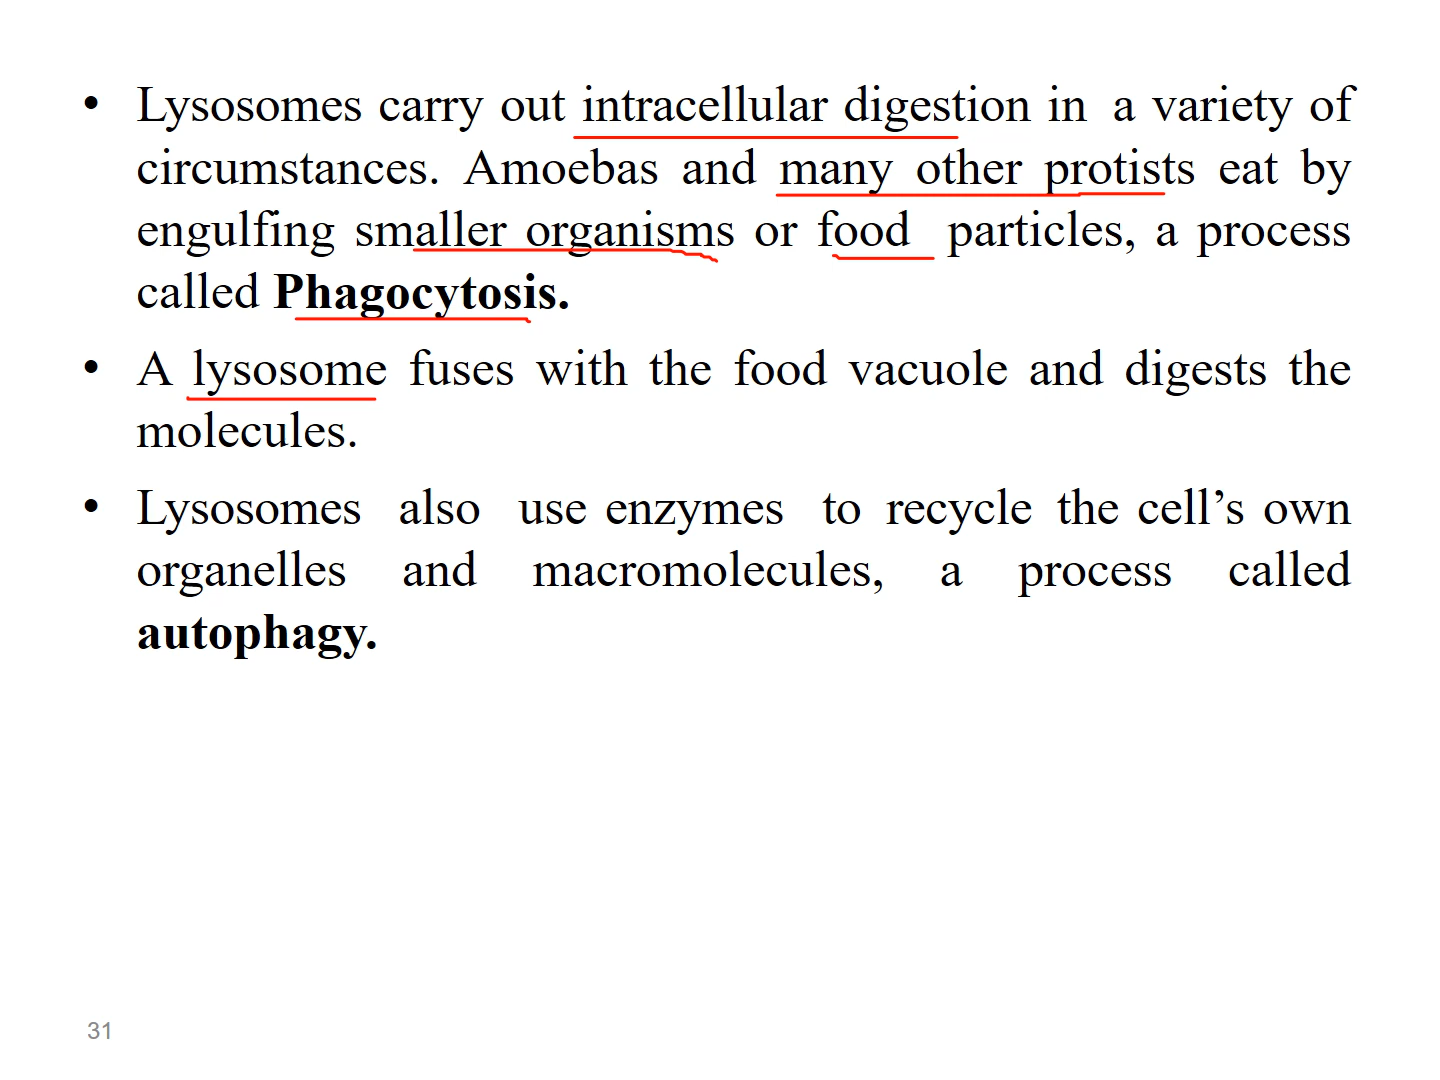 • Lysosomes carry out intracellular digestion in a variety of
circumstances. Amoebas and many other protists eat by
engulfing smaller organisms or food particles, a process
called Phagocytosis.
• A lysosome fuses with the food vacuole and digests the
molecules.
• Lysosomes also use enzymes to recycle the cell’s own
organelles and macromolecules, a process called
autophagy.
31